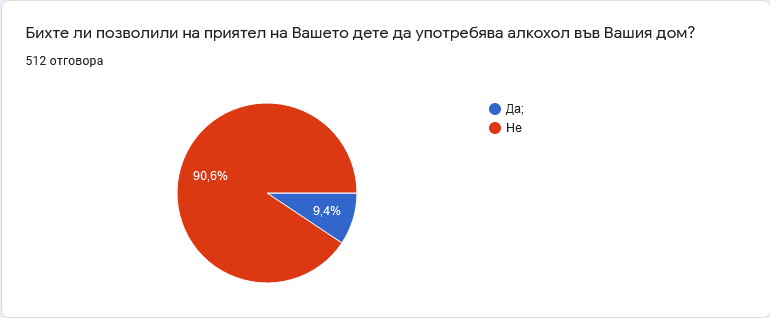 Бихте ли позволили на приятел на Вашето дете да употребява алкохол във Вашия дом?
512 отговора
Да;
Не
90,6%
9,4%